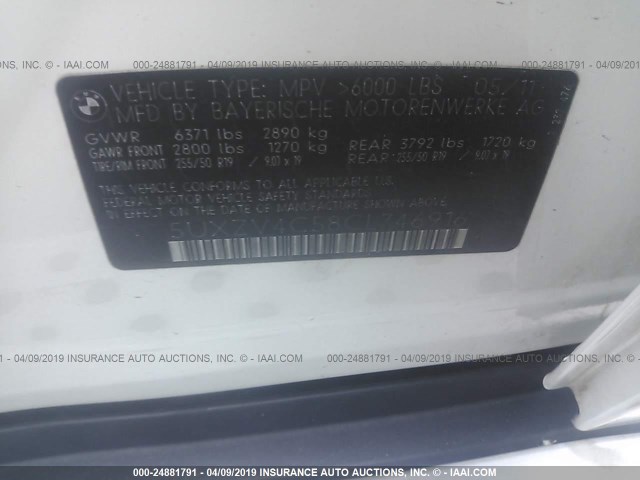 000-24881791 - 04/09/2019 INSURANCE AUTO AUCTIONS, INC. - © - IAAI.COM
000-24881791 - 04/09/2019 INSURANCE AUTO AUCTIONS, INC. - © - IAAI.COM
BMW
VEHICLE TYPE: MPV >6000 LBS 05/11
MFD BY BAYERISCHE MOTORENWERKE AG
GVWR 6371 lbs 2890 kg
GAWR FRONT 2800 lbs 1270 kg REAR 3792 lbs 1720 kg
TIRE/RIM FRONT 255/50 R19 / 9.0J x 19 REAR 255/50 R19 / 9.0J x 19
THIS VEHICLE CONFORMS TO ALL APPLICABLE U.S.
FEDERAL MOTOR VEHICLE SAFETY STANDARDS IN EFFECT ON THE
DATE OF MANUFACTURE SHOWN ABOVE.
000-24881791 - 04/09/2019 INSURANCE AUTO AUCTIONS, INC. - © - IAAI.COM
000-24881791 - 04/09/2019 INSURANCE AUTO AUCTIONS, INC. - © - IAAI.COM
000-24881791 - 04/09/2019 INSURANCE AUTO AUCTIONS, INC. - © - IAAI.COM